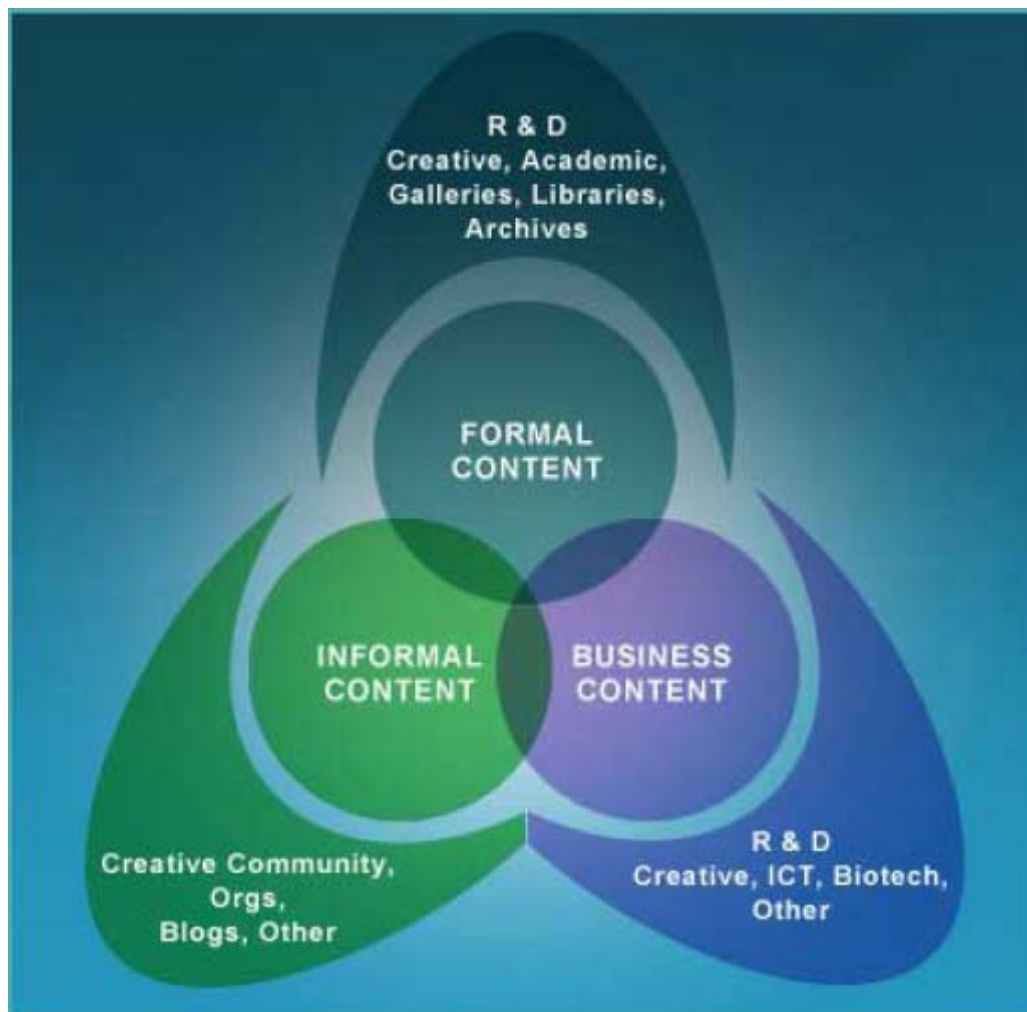 R & D
Creative, Academic,
Galleries, Libraries,
Archives
FORMAL
CONTENT
INFORMAL
CONTENT
BUSINESS
CONTENT
Creative Community,
Orgs,
Blogs, Other
R & D
Creative, ICT, Biotech,
Other